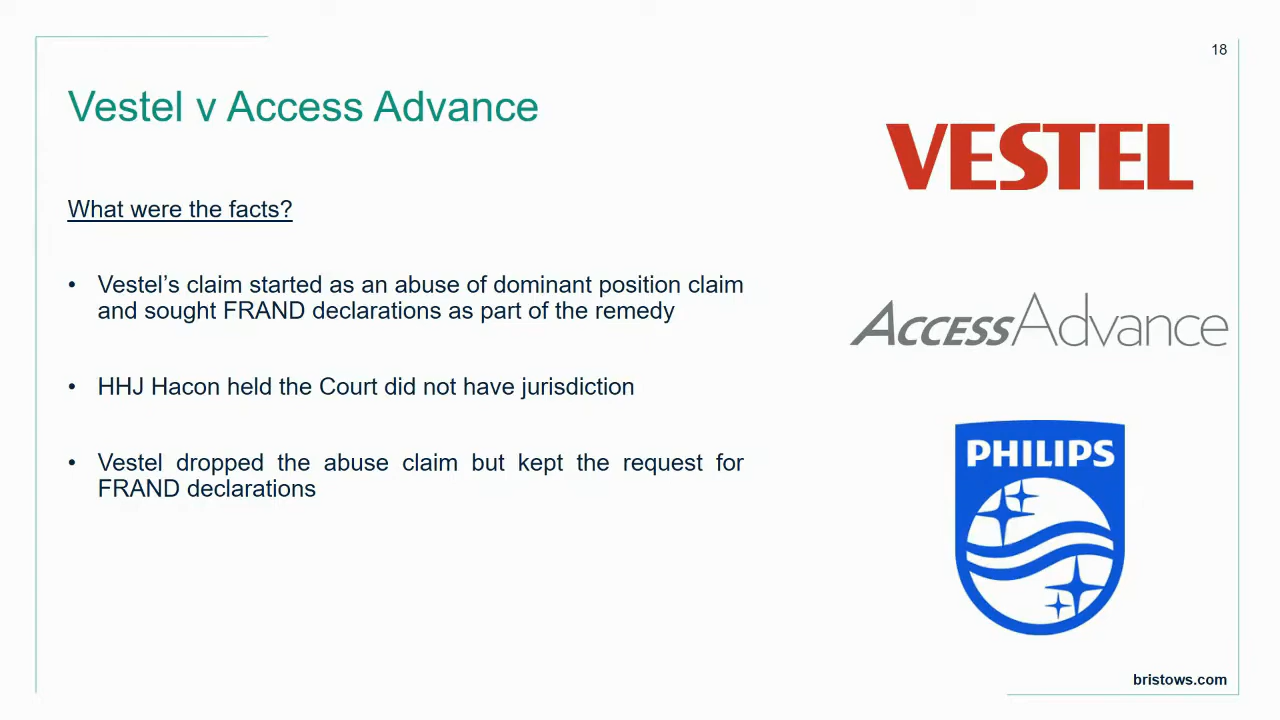 18
Vestel v Access Advance
VESTEL
What were the facts?
• Vestel’s claim started as an abuse of dominant position claim
and sought FRAND declarations as part of the remedy
AccessAdvance
• HHJ Hacon held the Court did not have jurisdiction
PHILIPS
• Vestel dropped the abuse claim but kept the request for
FRAND declarations
bristows.com